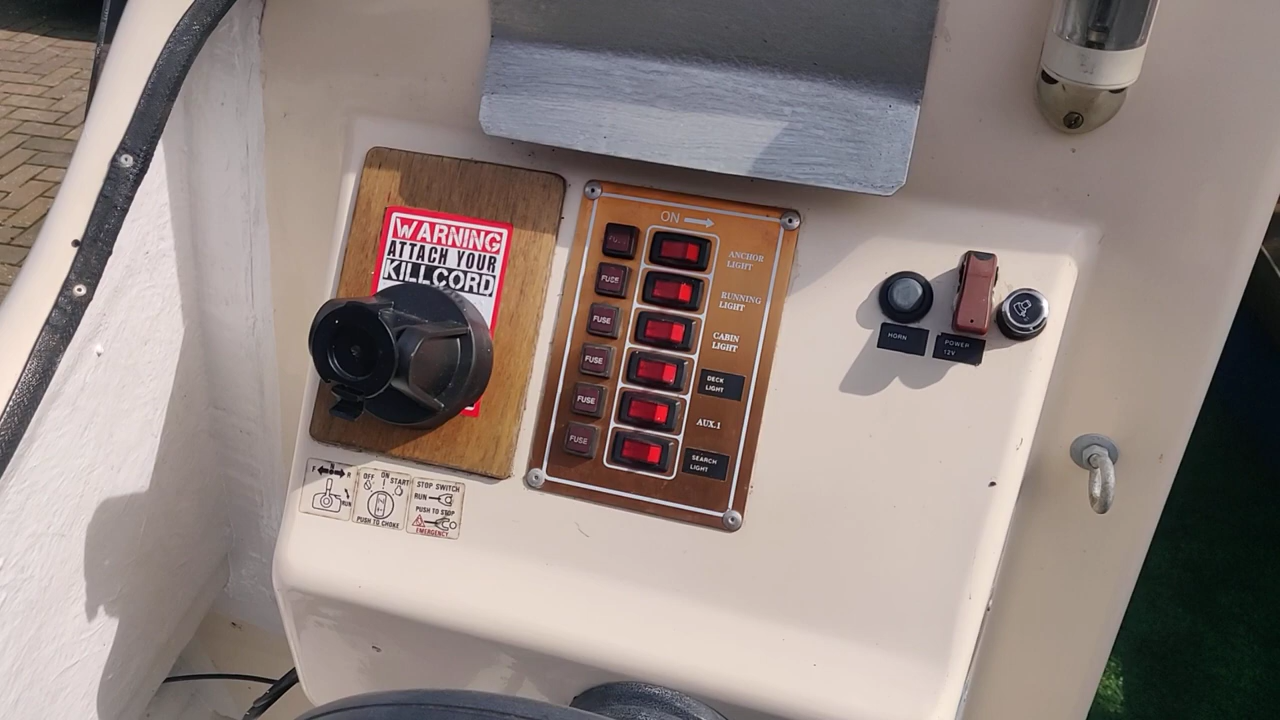 WARNING
ATTACH YOUR
KILLCORD
ON
FUSE
ANCHOR
LIGHT
FUSE
RUNNING
LIGHT
FUSE
CABIN
LIGHT
FUSE
DECK
LIGHT
FUSE
AUX.1
FUSE
SEARCH
LIGHT
HORN
POWER
12V
F
R
RUN
OFF
ON
START
PUSH TO CHOKE
STOP SWITCH
RUN
PUSH TO STOP
EMERGENCY